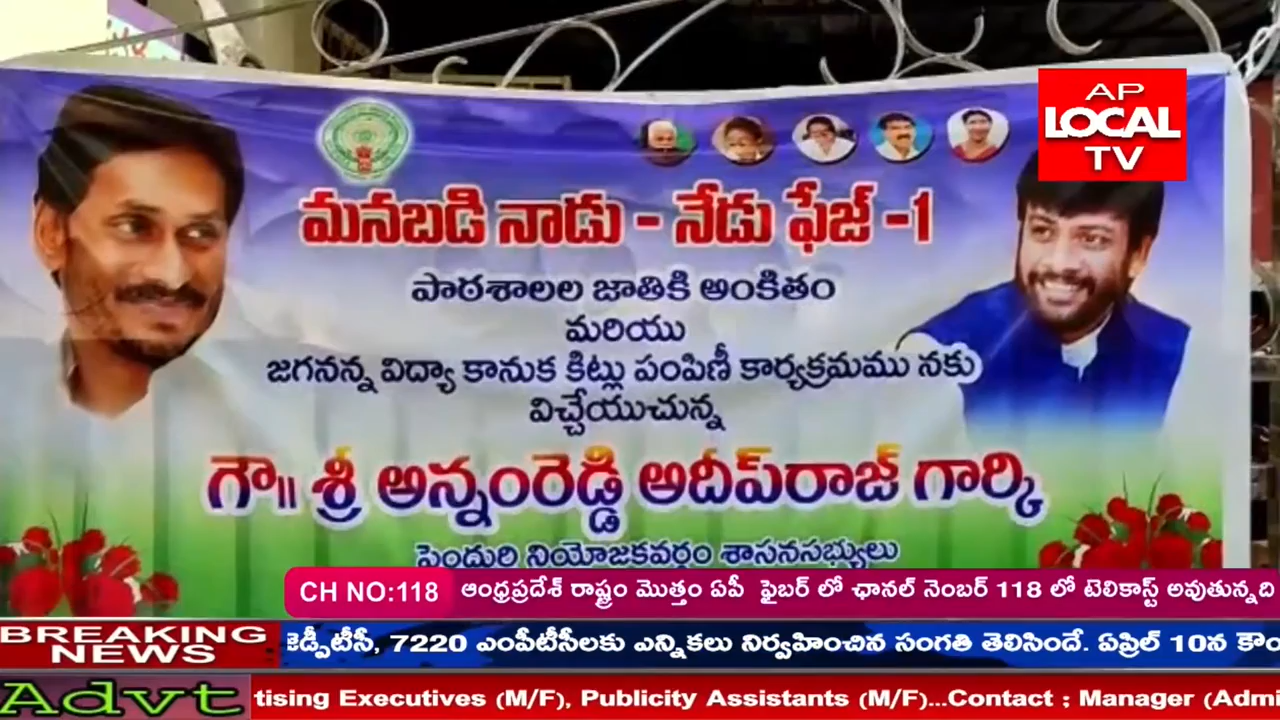 AP
LOCAL
TV
మనబడి నాడు - నేడు ఫేజ్ -1
పాఠశాలల జాతికి అంకితం
మరియు
జగనన్న విద్యా కానుక కిట్లు పంపిణీ కార్యక్రమము నకు
విచ్చేయుచున్న
గౌ॥ శ్రీ అన్నంరెడ్డి అదీప్‌రాజ్ గార్కి
పెందుర్తి నియోజకవర్గం శాసనసభ్యులు
CH NO:118 ఆంధ్రప్రదేశ్ రాష్ట్రం మొత్తం ఏపీ ఫైబర్ లో ఛానల్ నెంబర్ 118 లో టెలికాస్ట్ అవుతున్నది
BREAKING NEWS
జెడ్పీటీసీ, 7220 ఎంపీటీసీలకు ఎన్నికలు నిర్వహించిన సంగతి తెలిసిందే. ఏప్రిల్ 10న కౌం
Advt
tising Executives (M/F), Publicity Assistants (M/F)...Contact ; Manager (Admi